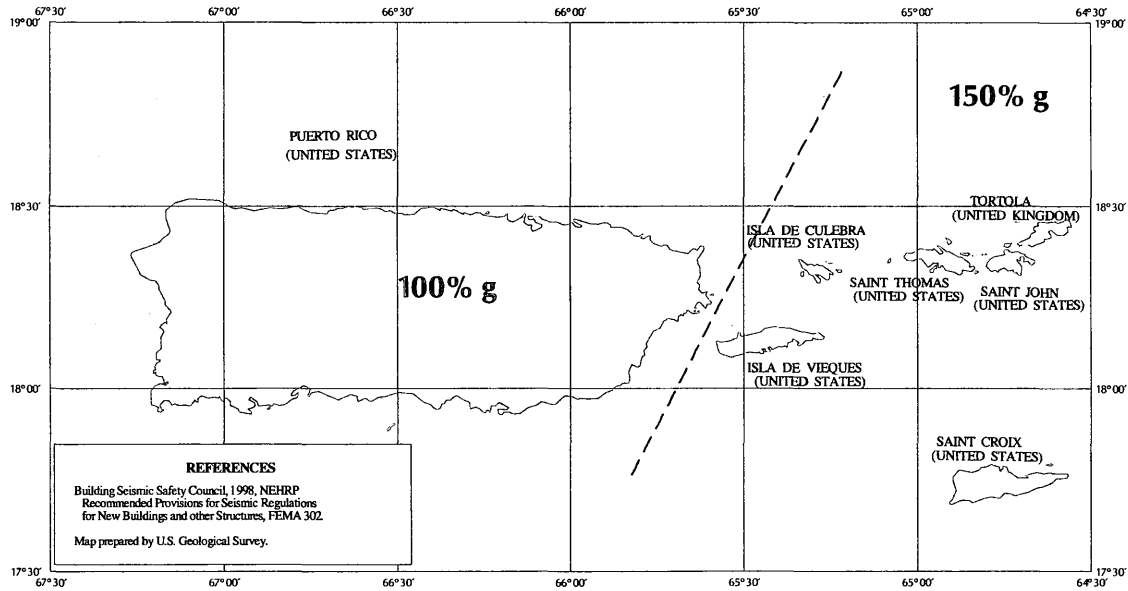 67°30' 67°00' 66°30' 66°00' 65°30' 65°00' 64°30'
19°00' 19°00'
150% g
PUERTO RICO
(UNITED STATES)
18°30' 18°30'
TORTOLA
(UNITED KINGDOM)
ISLA DE CULEBRA
(UNITED STATES)
100% g
SAINT THOMAS
(UNITED STATES)
SAINT JOHN
(UNITED STATES)
ISLA DE VIEQUES
(UNITED STATES)
18°00' 18°00'
SAINT CROIX
(UNITED STATES)
REFERENCES
Building Seismic Safety Council, 1998, NEHRP
Recommended Provisions for Seismic Regulations
for New Buildings and other Structures, FEMA 302.
Map prepared by U.S. Geological Survey.
17°30' 17°30'
67°30' 67°00' 66°30' 66°00' 65°30' 65°00' 64°30'